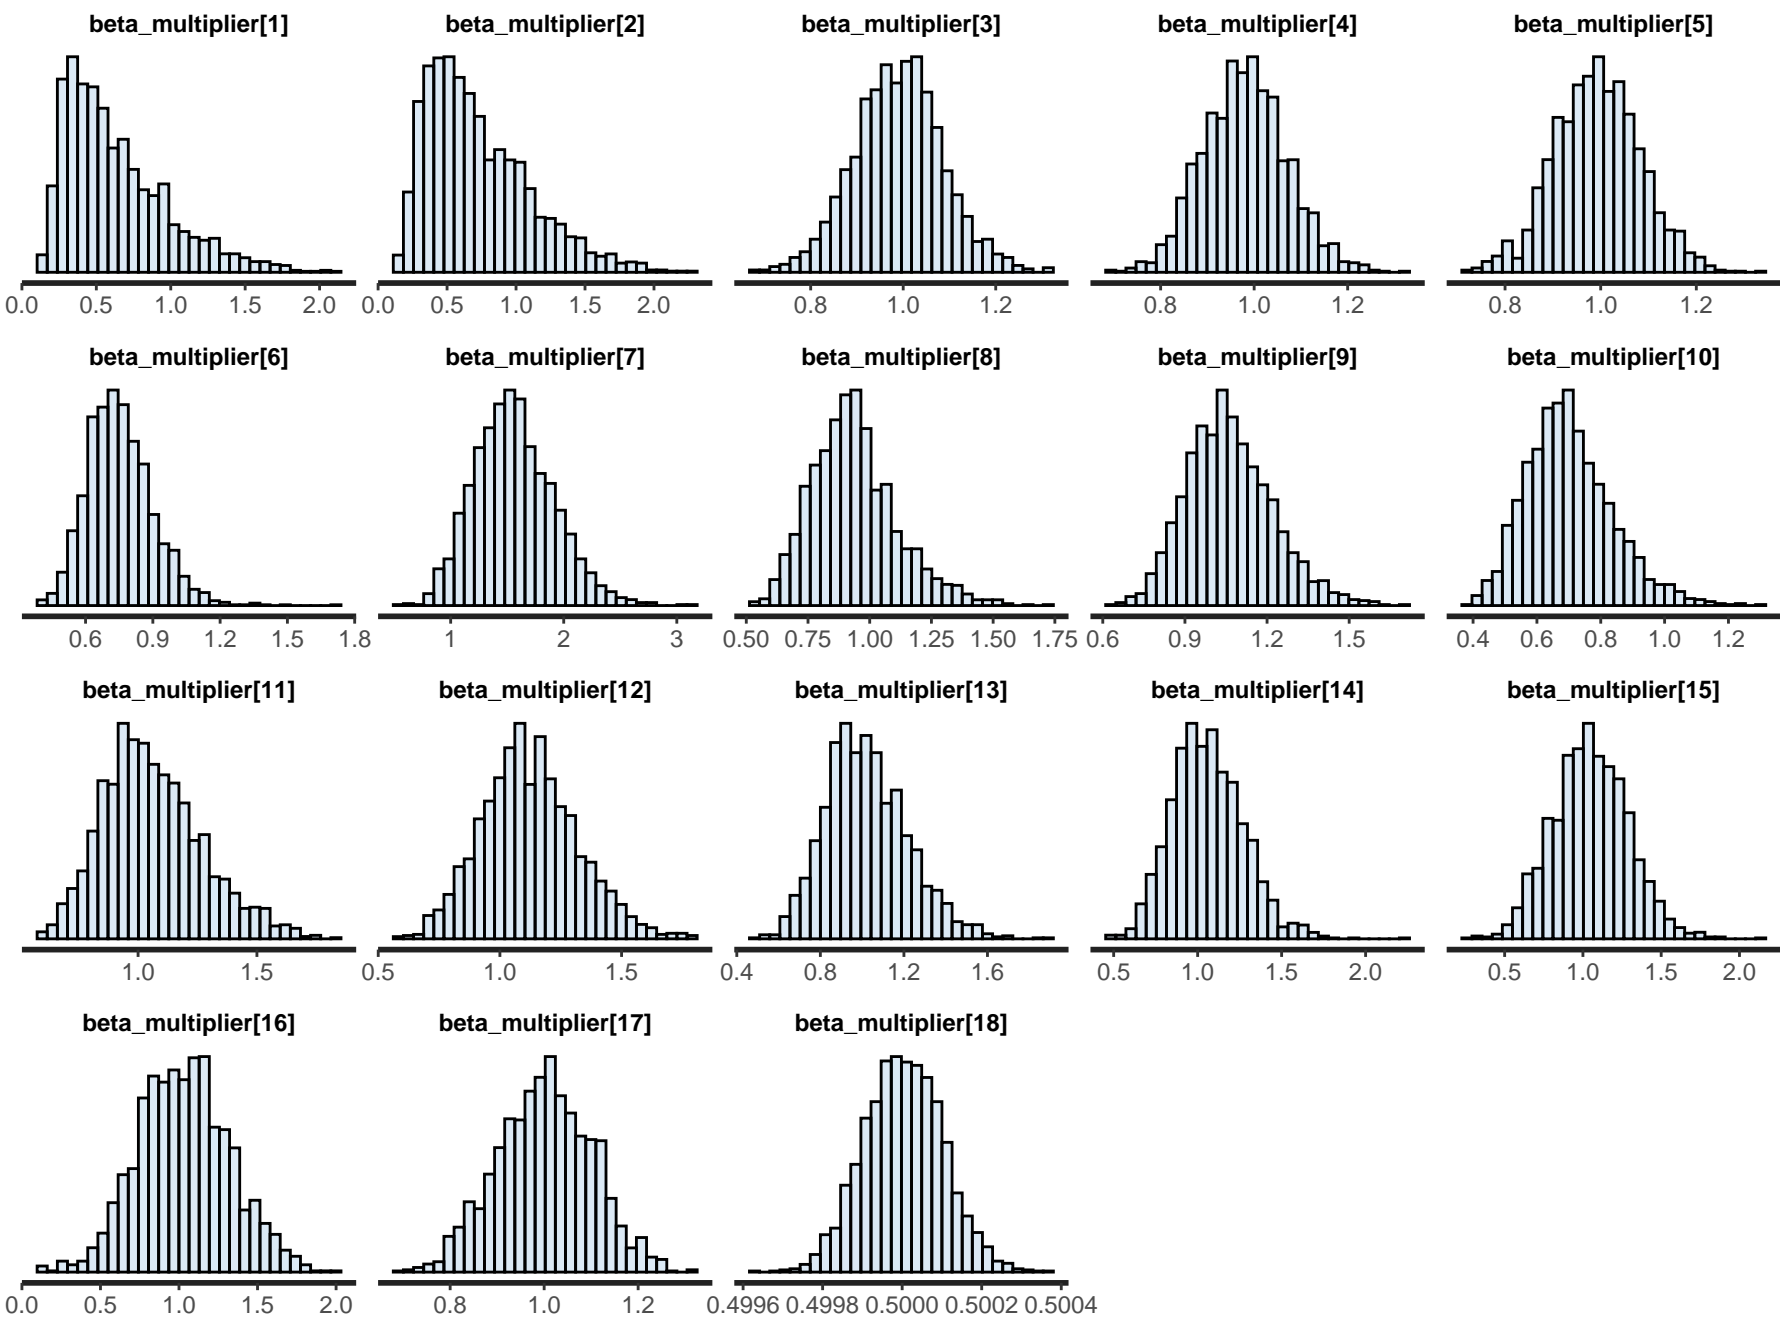 beta_multiplier[1] beta_multiplier[2] beta_multiplier[3] beta_multiplier[4] beta_multiplier[5]
0.0 0.5 1.0 1.5 2.0 0.0 0.5 1.0 1.5 2.0 0.8 1.0 1.2 0.8 1.0 1.2 0.8 1.0 1.2
beta_multiplier[6] beta_multiplier[7] beta_multiplier[8] beta_multiplier[9] beta_multiplier[10]
0.6 0.9 1.2 1.5 1.8 1 2 3 0.50 0.75 1.00 1.25 1.50 1.75 0.6 0.9 1.2 1.5 0.4 0.6 0.8 1.0 1.2
beta_multiplier[11] beta_multiplier[12] beta_multiplier[13] beta_multiplier[14] beta_multiplier[15]
1.0 1.5 0.5 1.0 1.5 0.4 0.8 1.2 1.6 0.5 1.0 1.5 2.0 0.5 1.0 1.5 2.0
beta_multiplier[16] beta_multiplier[17] beta_multiplier[18]
0.0 0.5 1.0 1.5 2.0 0.8 1.0 1.2 0.4996 0.4998 0.5000 0.5002 0.5004